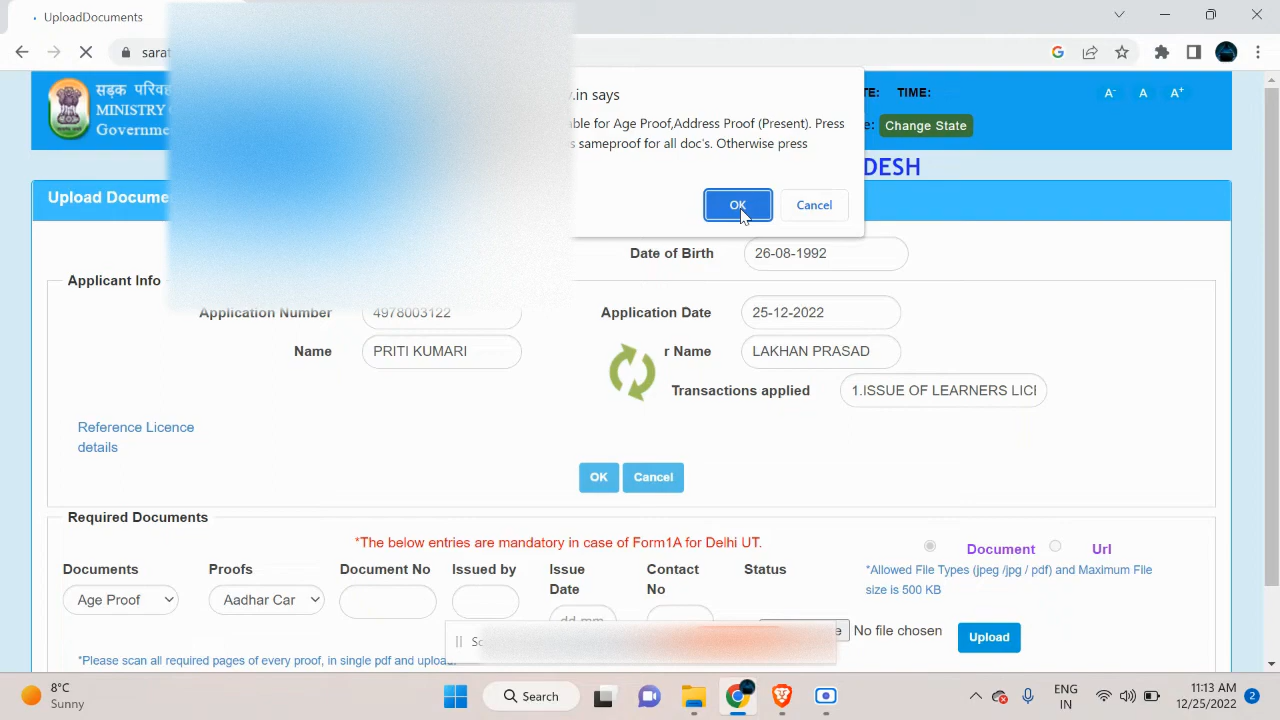 UploadDocuments
sarat
सड़क परिवह
MINISTRY O
Governm
v.in says
ble for Age Proof,Address Proof (Present). Press
s sameproof for all doc's. Otherwise press
OK
Cancel
TE:
TIME:
A-
A
A+
e:
Change State
DESH
Upload Docume
Date of Birth
26-08-1992
Applicant Info
Application Number
4978003122
Application Date
25-12-2022
Name
PRITI KUMARI
r Name
LAKHAN PRASAD
Transactions applied
1.ISSUE OF LEARNERS LICI
Reference Licence
details
OK
Cancel
Required Documents
*The below entries are mandatory in case of Form1A for Delhi UT.
Document
Url
Documents
Proofs
Document No
Issued by
Issue
Date
Contact
No
Status
*Allowed File Types (jpeg /jpg / pdf) and Maximum File
size is 500 KB
Age Proof
Aadhar Car
dd-mm
e
No file chosen
Upload
Sc
*Please scan all required pages of every proof, in single pdf and upload.
8°C
Sunny
Search
ENG
IN
11:13 AM
12/25/2022
2